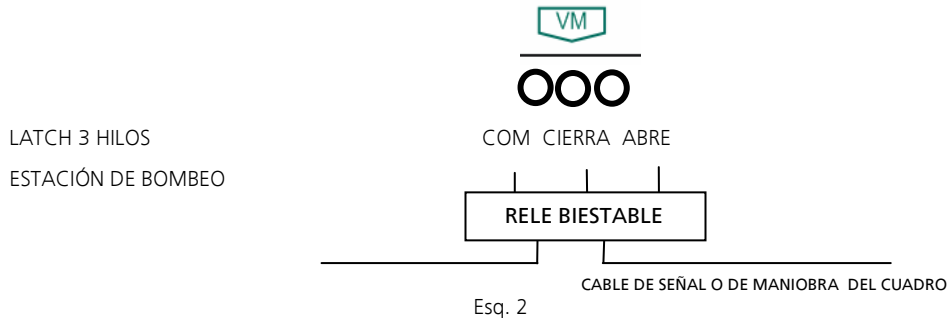 VM
LATCH 3 HILOS
COM CIERRA ABRE
ESTACIÓN DE BOMBEO
RELE BIESTABLE
CABLE DE SEÑAL O DE MANIOBRA DEL CUADRO
Esq. 2